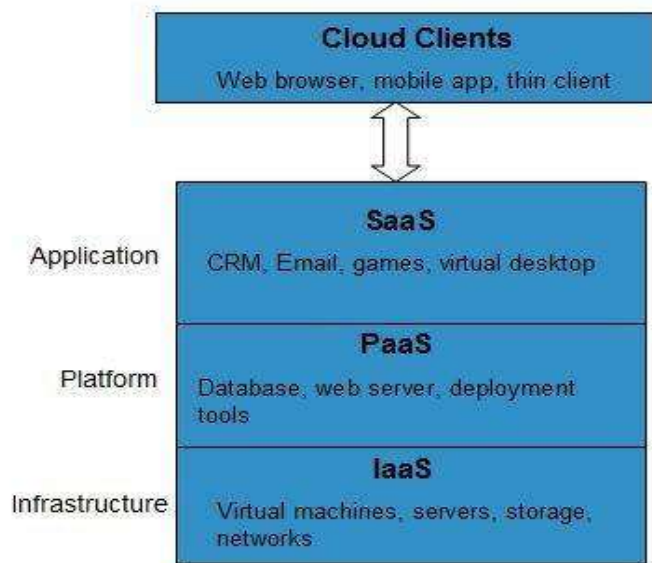 Cloud Clients
Web browser, mobile app, thin client
SaaS
Application
CRM, Email, games, virtual desktop
PaaS
Platform
Database, web server, deployment
tools
IaaS
Infrastructure
Virtual machines, servers, storage,
networks